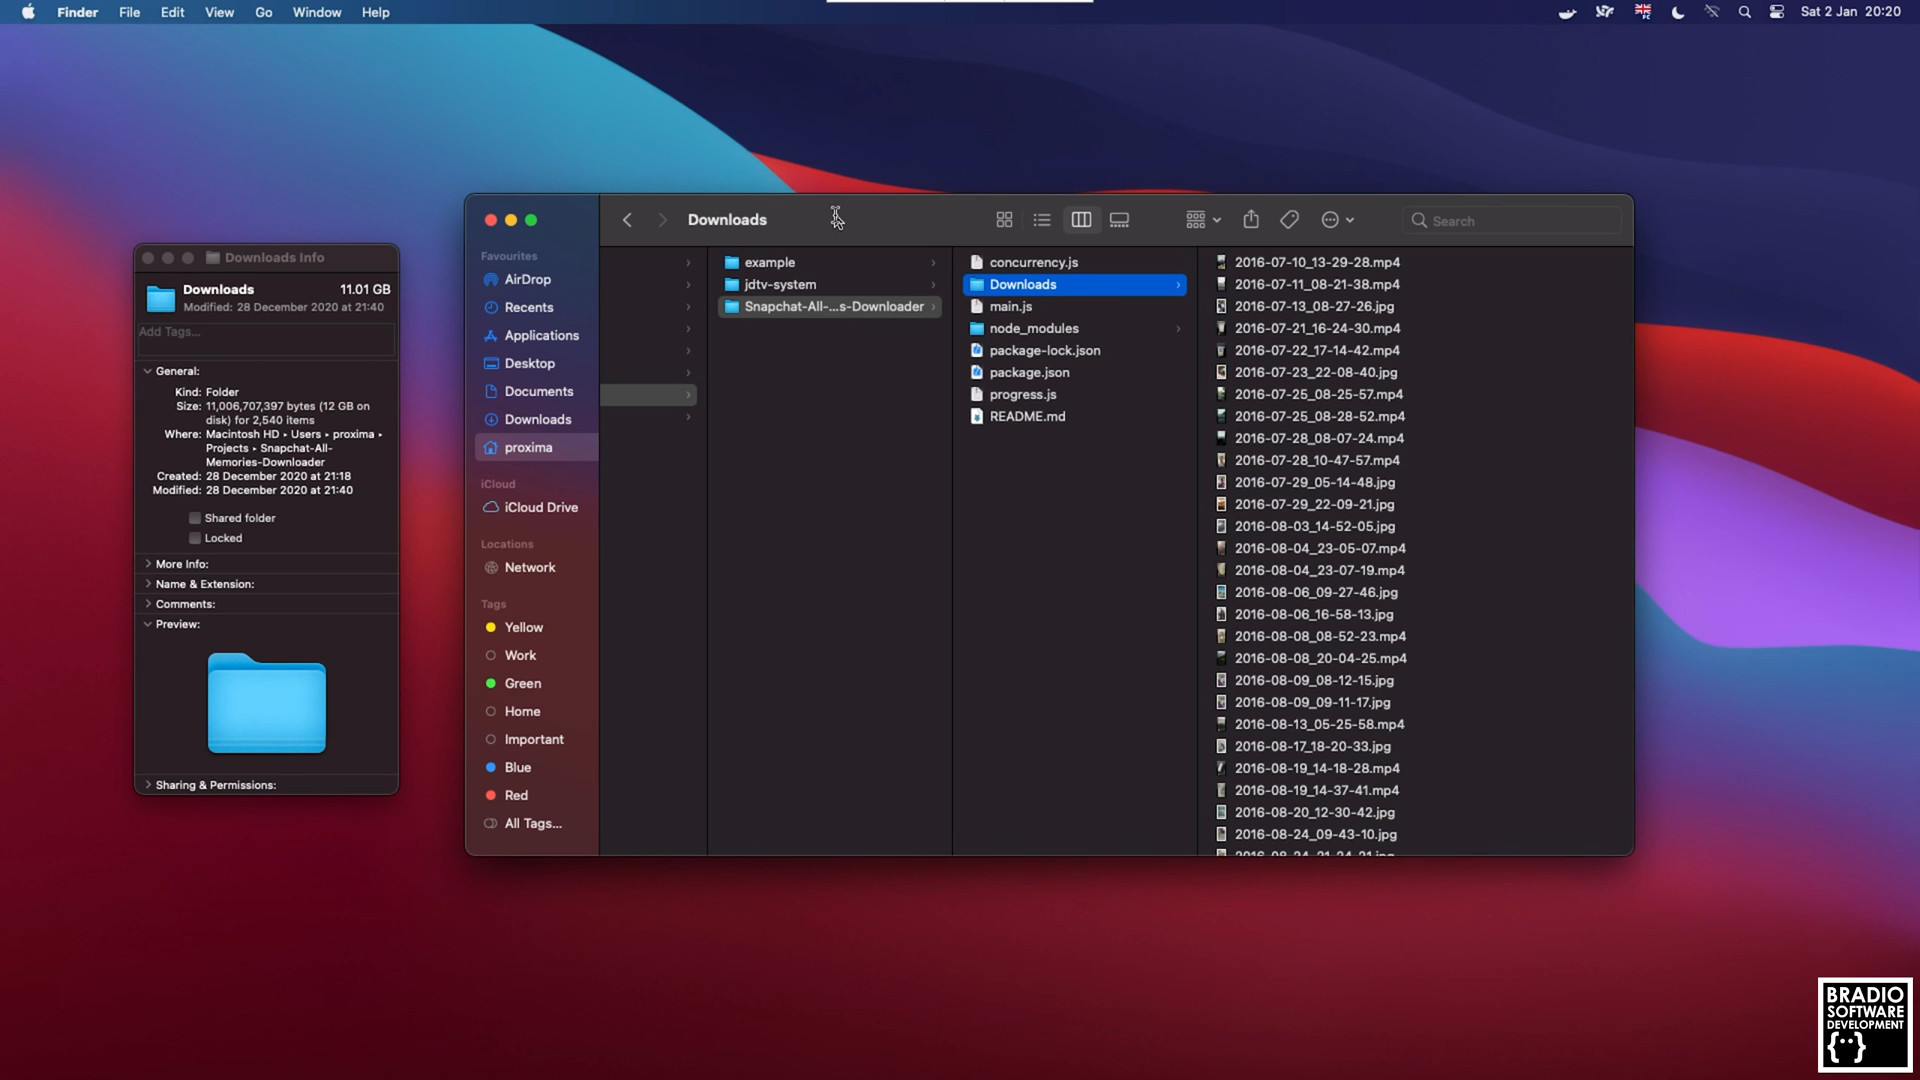 Finder File Edit View Go Window Help
Sat 2 Jan 20:20
Downloads Info
Downloads 11.01 GB
Modified: 28 December 2020 at 21:40
Add Tags...
General:
Kind: Folder
Size: 11,006,707,397 bytes (12 GB on
disk) for 2,540 items
Where: Macintosh HD ▸ Users ▸ proxima ▸
Projects ▸ Snapchat-All-
Memories-Downloader
Created: 28 December 2020 at 21:18
Modified: 28 December 2020 at 21:40
Shared folder
Locked
More Info:
Name & Extension:
Comments:
Preview:
Sharing & Permissions:
Downloads
Search
Favourites
AirDrop
Recents
Applications
Desktop
Documents
Downloads
proxima
iCloud
iCloud Drive
Locations
Network
Tags
Yellow
Work
Green
Home
Important
Blue
Red
All Tags...
example
jdtv-system
Snapchat-All-...s-Downloader
concurrency.js
Downloads
main.js
node_modules
package-lock.json
package.json
progress.js
README.md
2016-07-10_13-29-28.mp4
2016-07-11_08-21-38.mp4
2016-07-13_08-27-26.jpg
2016-07-21_16-24-30.mp4
2016-07-22_17-14-42.mp4
2016-07-23_22-08-40.jpg
2016-07-25_08-25-57.mp4
2016-07-25_08-28-52.mp4
2016-07-28_08-07-24.mp4
2016-07-28_10-47-57.mp4
2016-07-29_05-14-48.jpg
2016-07-29_22-09-21.jpg
2016-08-03_14-52-05.jpg
2016-08-04_23-05-07.mp4
2016-08-04_23-07-19.mp4
2016-08-06_09-27-46.jpg
2016-08-06_16-58-13.jpg
2016-08-08_08-52-23.mp4
2016-08-08_20-04-25.mp4
2016-08-09_08-12-15.jpg
2016-08-09_09-11-17.jpg
2016-08-13_05-25-58.mp4
2016-08-17_18-20-33.jpg
2016-08-19_14-18-28.mp4
2016-08-19_14-37-41.mp4
2016-08-20_12-30-42.jpg
2016-08-24_09-43-10.jpg
BRADIO
SOFTWARE
DEVELOPMENT